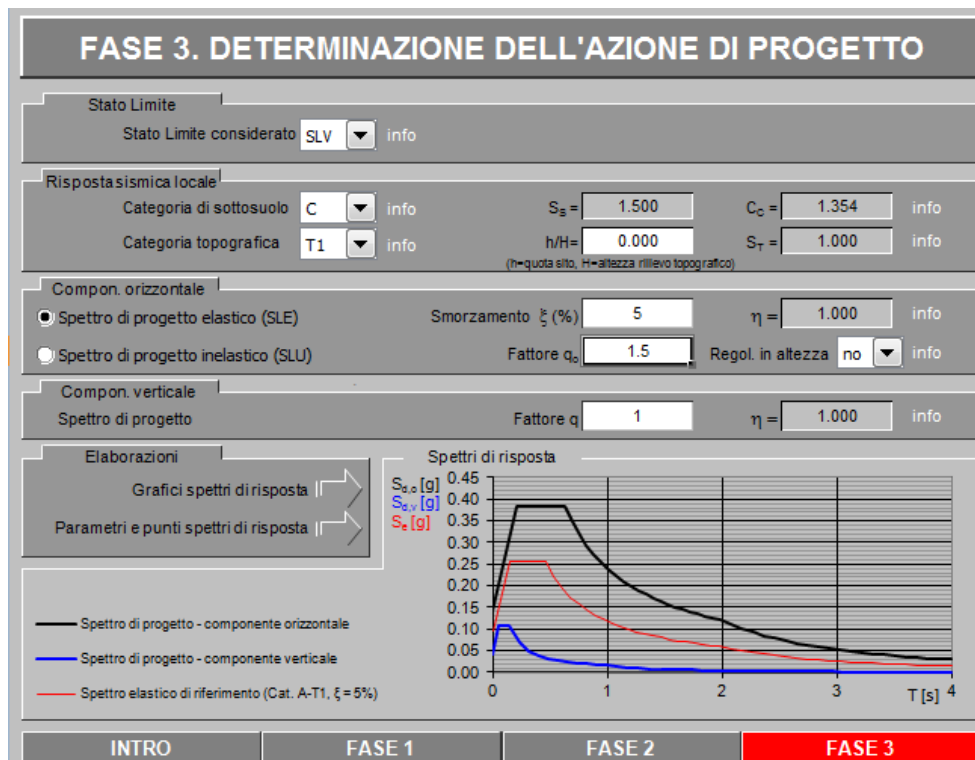 FASE 3. DETERMINAZIONE DELL'AZIONE DI PROGETTO
Stato Limite
Stato Limite considerato SLV info
Risposta sismica locale
Categoria di sottosuolo C info SS = 1.500 CC = 1.354 info
Categoria topografica T1 info h/H= 0.000 ST = 1.000 info
(h=quota sito, H=altezza rilievo topografico)
Compon. orizzontale
Spettro di progetto elastico (SLE) Smorzamento ξ (%) 5 η = 1.000 info
Spettro di progetto inelastico (SLU) Fattore qo 1.5 Regol. in altezza no info
Compon. verticale
Spettro di progetto Fattore q 1 η = 1.000 info
Elaborazioni
Grafici spettri di risposta
Parametri e punti spettri di risposta
Spettri di risposta
Sd,o [g]
Sd,v [g]
Se [g]
0.45
0.40
0.35
0.30
0.25
0.20
0.15
0.10
0.05
0.00
0 1 2 3 4
T [s]
Spettro di progetto - componente orizzontale
Spettro di progetto - componente verticale
Spettro elastico di riferimento (Cat. A-T1, ξ = 5%)
INTRO FASE 1 FASE 2 FASE 3